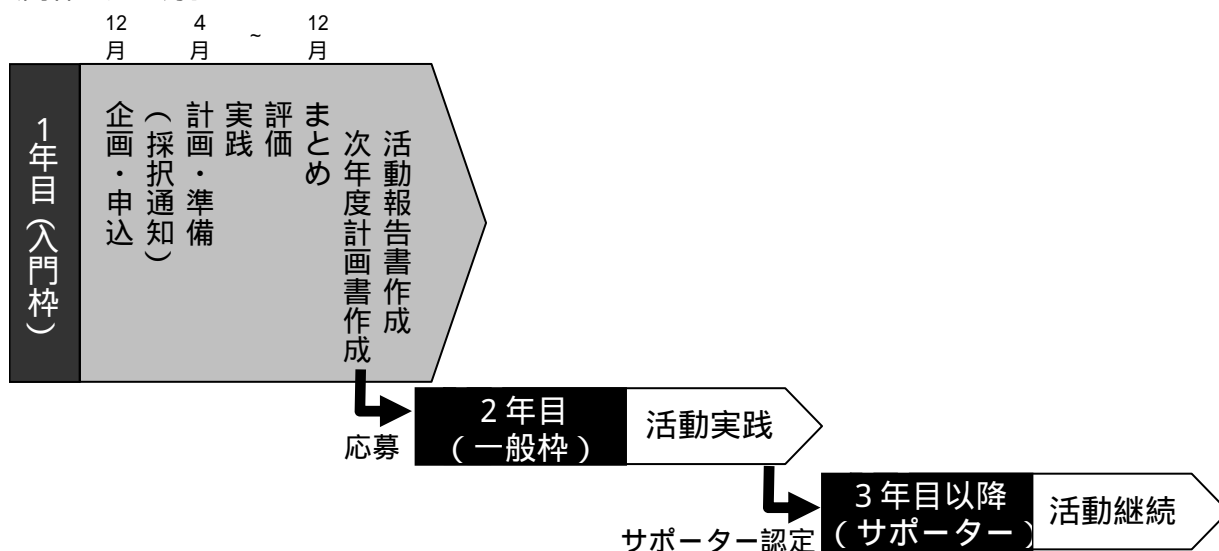 12月
4月
~
12月
1年目(入門枠)
企画・申込
(採択通知)
計画・準備
実践
評価
まとめ
次年度計画書作成
活動報告書作成
応募
2年目
(一般枠)
活動実践
サポーター認定
3年目以降
(サポーター)
活動継続